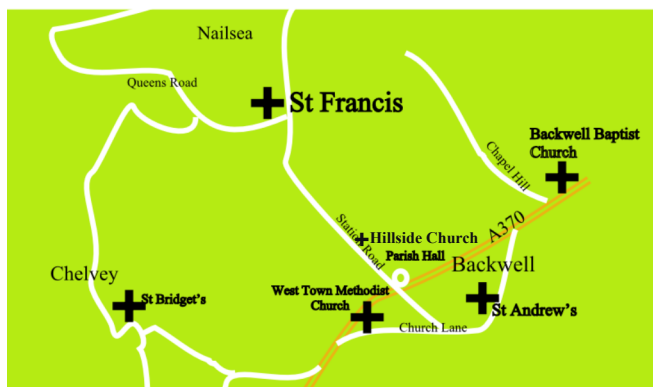 Nailsea
Queens Road
St Francis
Backwell Baptist
Church
Chapel Hill
Station Road
Hillside Church
A370
Parish Hall
Backwell
Chelvey
St Bridget's
West Town Methodist
Church
St Andrew's
Church Lane